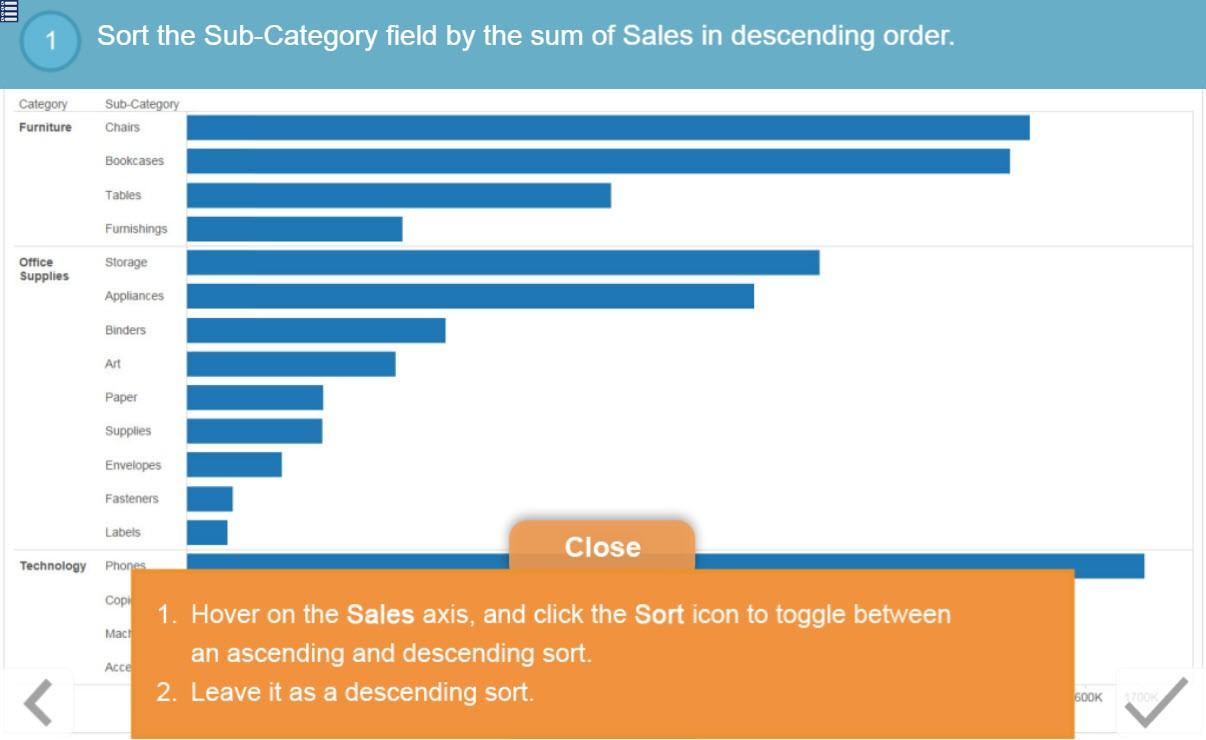 1 Sort the Sub-Category field by the sum of Sales in descending order.
Category Sub-Category
Furniture Chairs
Bookcases
Tables
Furnishings
Office Supplies Storage
Appliances
Binders
Art
Paper
Supplies
Envelopes
Fasteners
Labels
Close
Technology Phones
1. Hover on the Sales axis, and click the Sort icon to toggle between
an ascending and descending sort.
2. Leave it as a descending sort.
600K 1700K